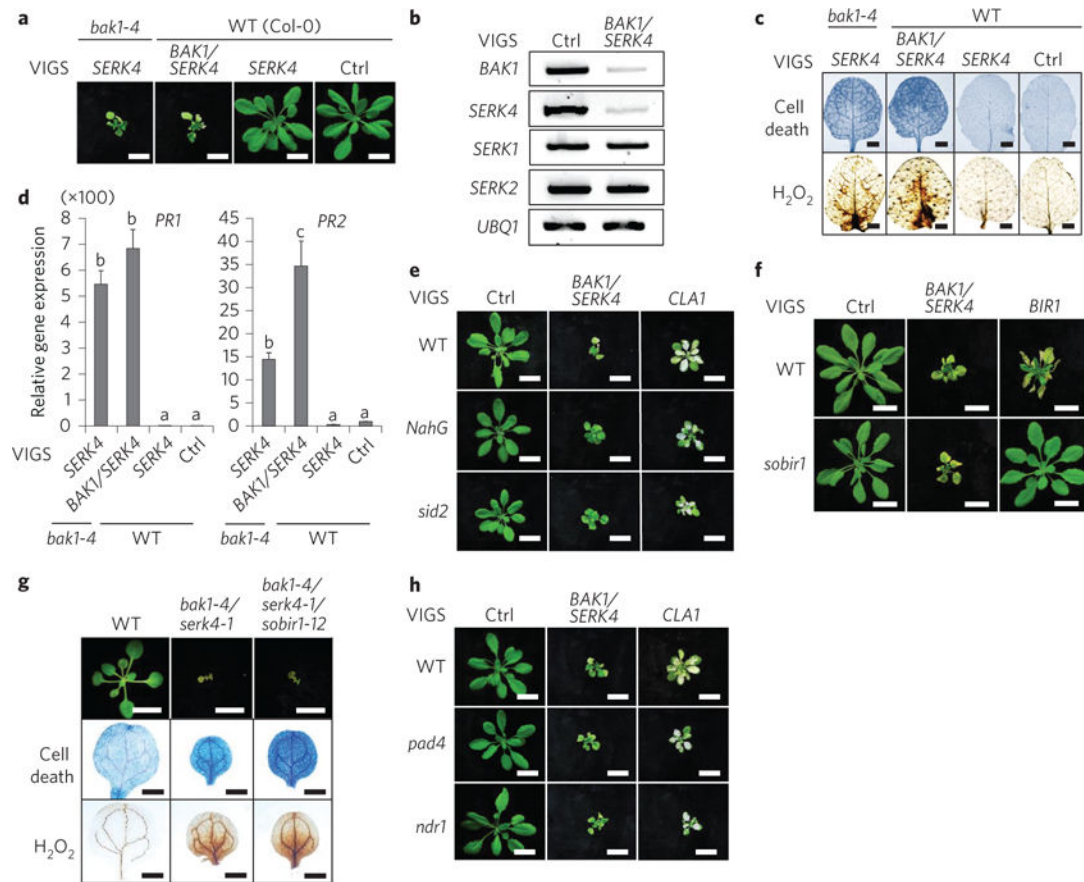 a
bak1-4 WT (Col-0)
VIGS SERK4 BAK1/ SERK4 SERK4 Ctrl
b
VIGS Ctrl BAK1/ SERK4
BAK1
SERK4
SERK1
SERK2
UBQ1
c
bak1-4 WT
VIGS SERK4 BAK1/ SERK4 SERK4 Ctrl
Cell
death
H2O2
d
(×100)
Relative gene expression
8
7
6
5
4
3
2
1
0
PR1
b
b
a
a
45
40
35
30
25
20
15
10
5
0
PR2
b
c
a
a
VIGS
SERK4
BAK1/SERK4
SERK4
Ctrl
SERK4
BAK1/SERK4
SERK4
Ctrl
bak1-4 WT bak1-4 WT
e
VIGS Ctrl BAK1/ SERK4 CLA1
WT
NahG
sid2
f
VIGS Ctrl BAK1/ SERK4 BIR1
WT
sobir1
g
WT
bak1-4/
serk4-1
bak1-4/
serk4-1/
sobir1-12
Cell
death
H2O2
h
VIGS Ctrl BAK1/ SERK4 CLA1
WT
pad4
ndr1